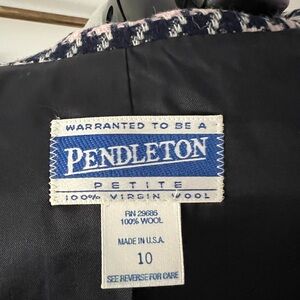 WARRANTED TO BE A
PENDLETON
PETITE
100% VIRGIN WOOL
RN 29685
100% WOOL
MADE IN U.S.A.
10
SEE REVERSE FOR CARE